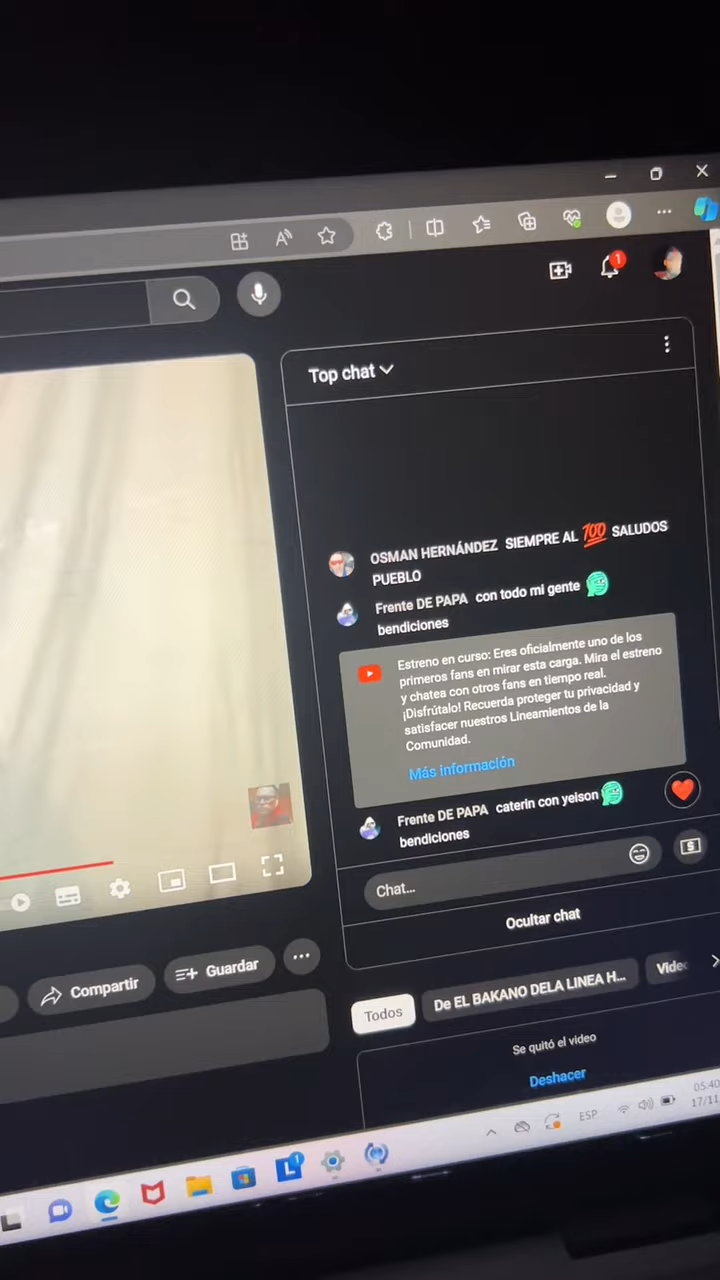 1
Top chat
OSMAN HERNÁNDEZ SIEMPRE AL 💯 SALUDOS
PUEBLO
Frente DE PAPA con todo mi gente
bendiciones
Estreno en curso: Eres oficialmente uno de los
primeros fans en mirar esta carga. Mira el estreno
y chatea con otros fans en tiempo real.
¡Disfrútalo! Recuerda proteger tu privacidad y
satisfacer nuestros Lineamientos de la
Comunidad.
Más información
Frente DE PAPA caterin con yeison
bendiciones
Chat...
Ocultar chat
Compartir
Guardar
Todos
De EL BAKANO DELA LINEA H...
Se quitó el video
Deshacer
ESP
05:40
17/11
L 1